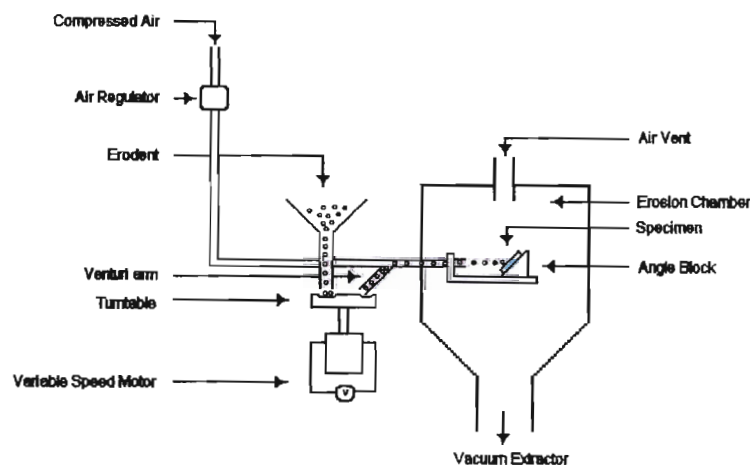 Compressed Air
Air Regulator
Erodent
Venturi arm
Turntable
Variable Speed Motor
V
Air Vent
Erosion Chamber
Specimen
Angle Block
Vacuum Extractor